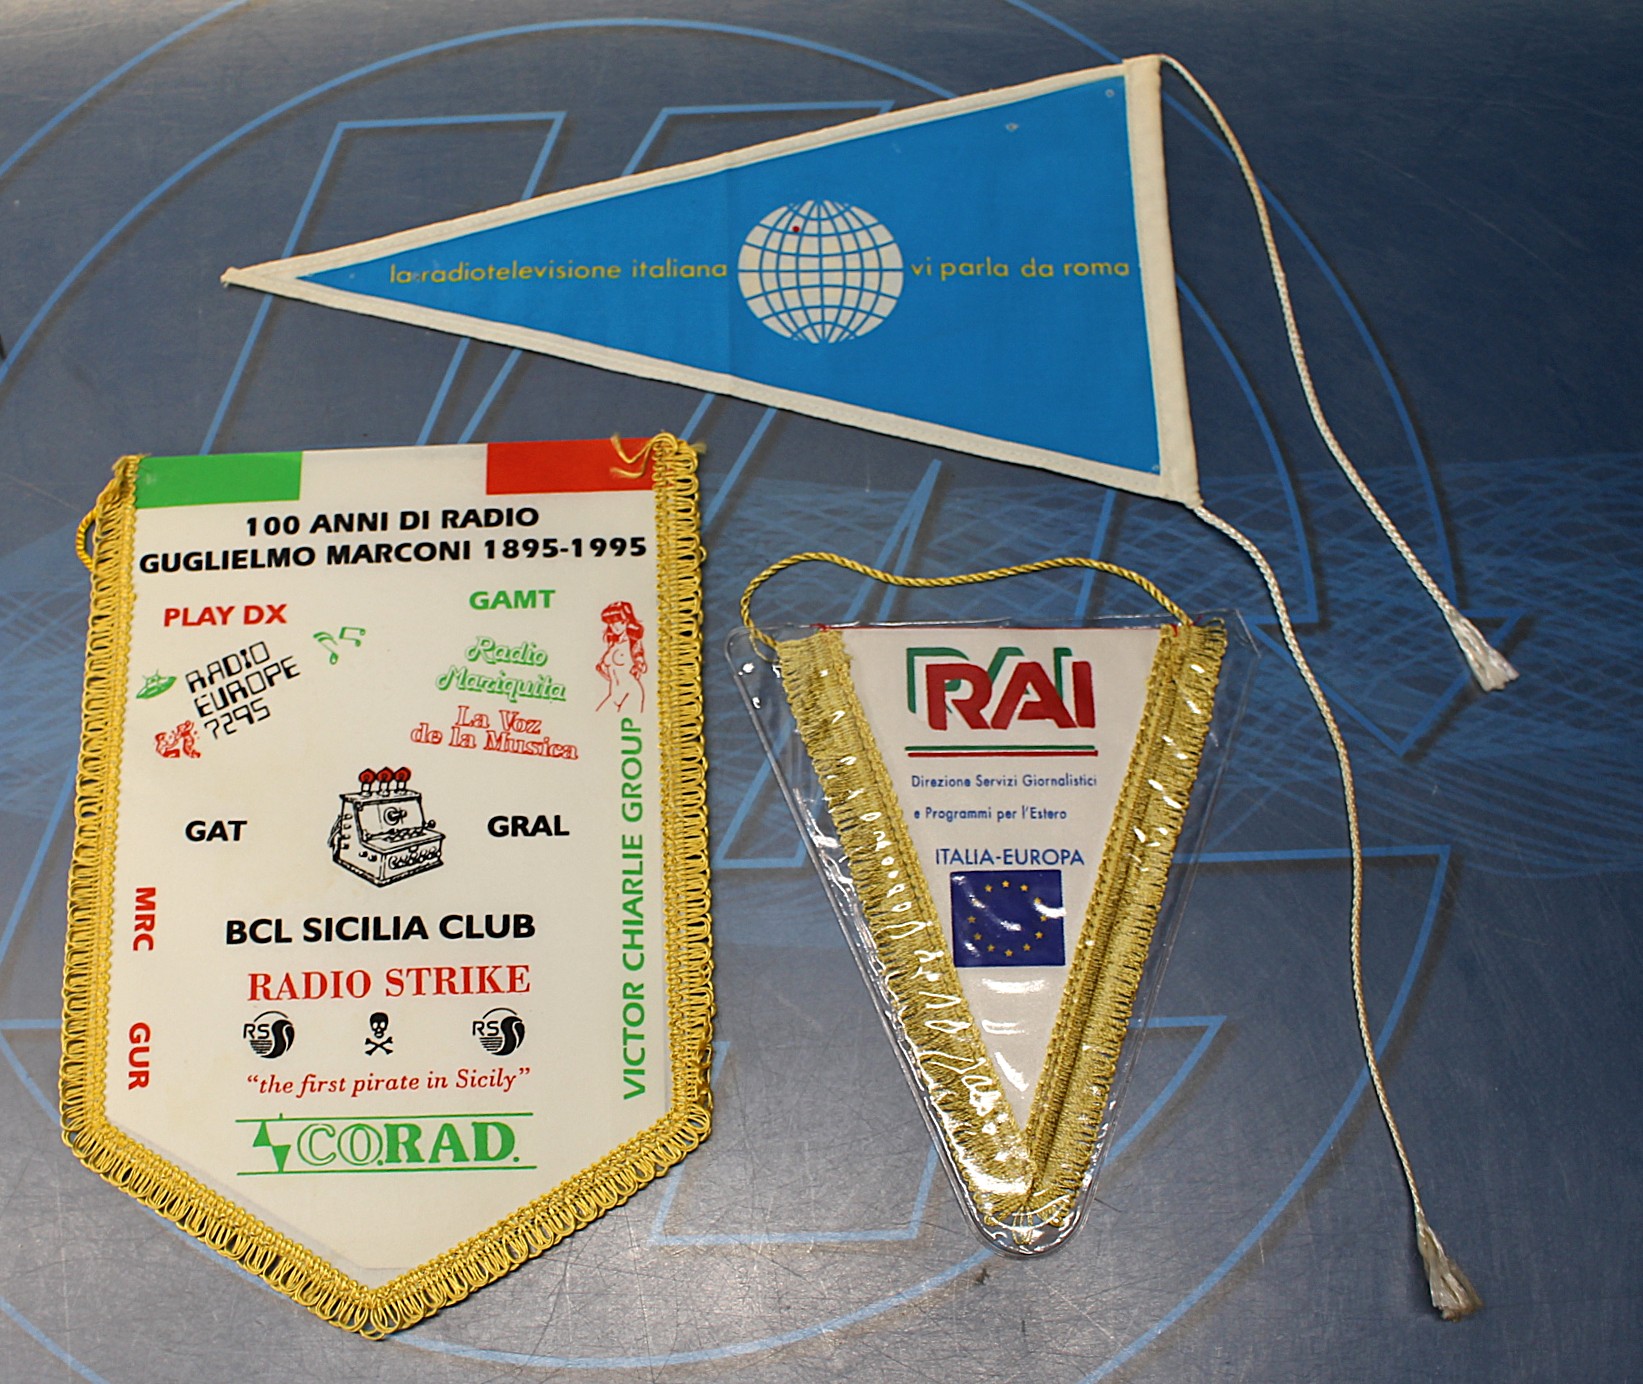 la radiotelevisione italiana vi parla da roma
100 ANNI DI RADIO
GUGLIELMO MARCONI 1895-1995
PLAY DX
GAMT
RADIO
EUROPE
7295
Radio
Mariquita
La Voz
de la Musica
GAT
GRAL
VICTOR CHIARLIE GROUP
MRC
GUR
BCL SICILIA CLUB
RADIO STRIKE
RS
RS
“the first pirate in Sicily”
CO.RAD.
RAI
Direzione Servizi Giornalistici
e Programmi per l'Estero
ITALIA-EUROPA